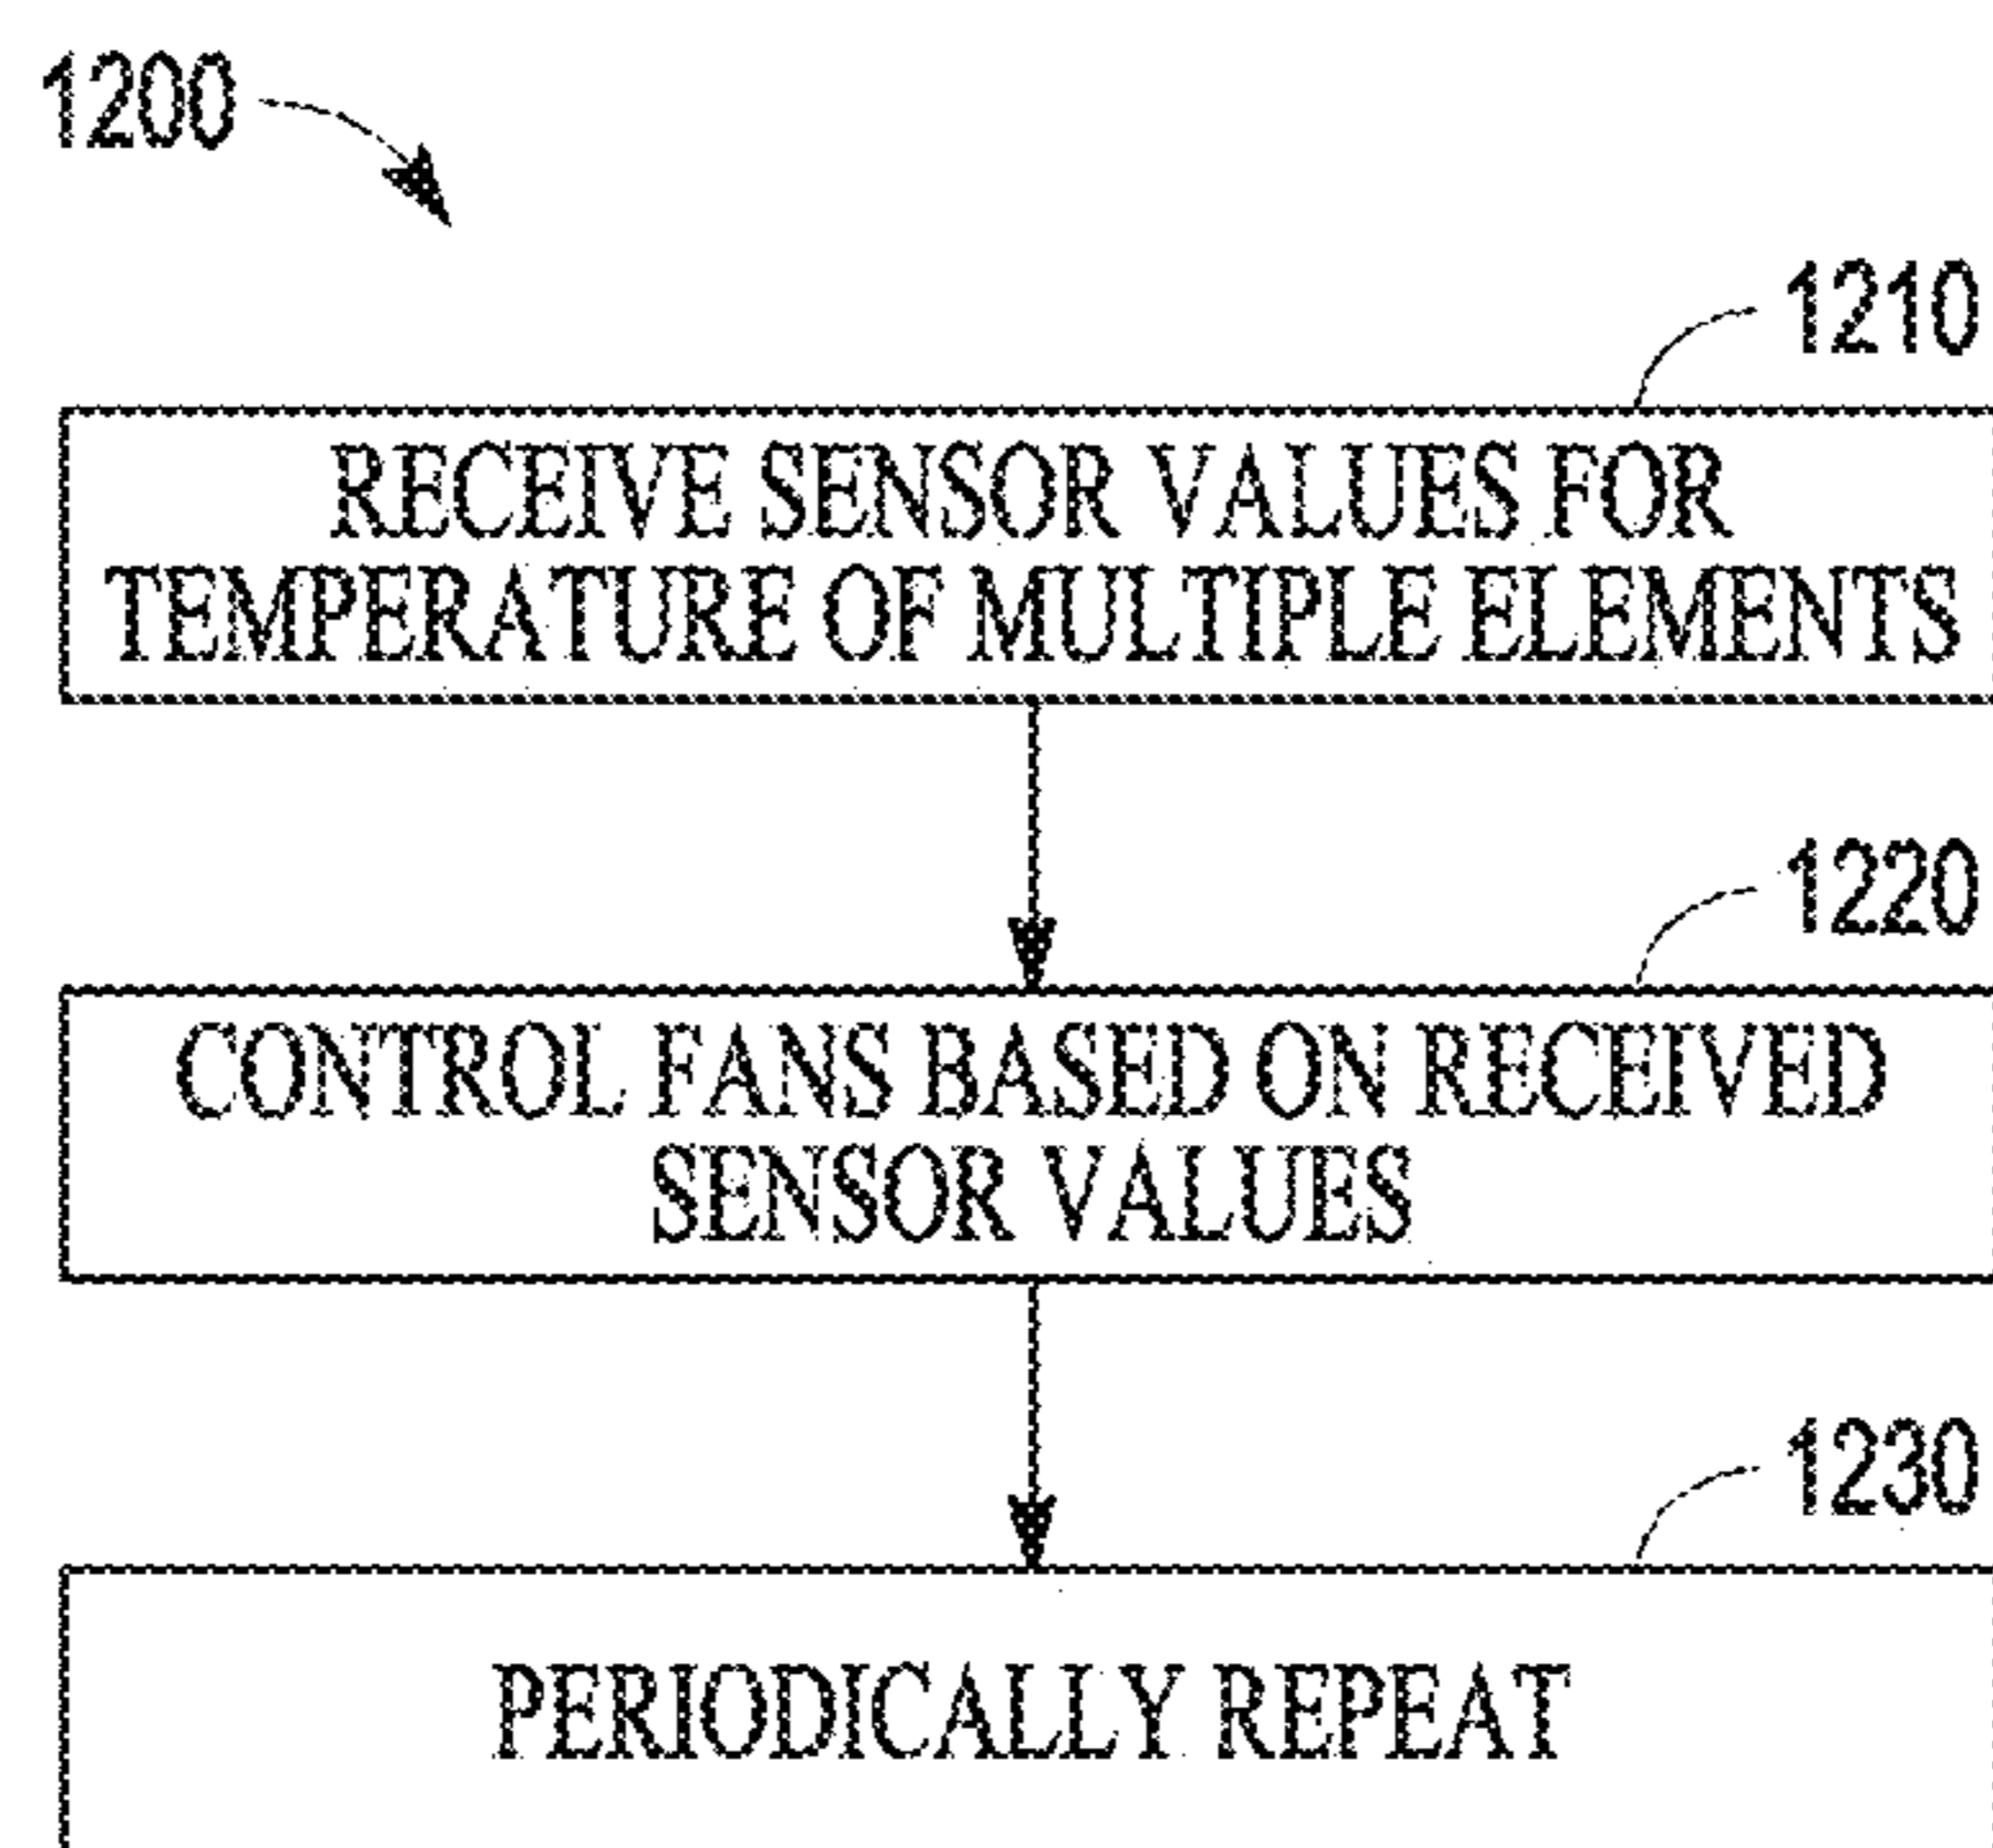 1200
1210
RECEIVE SENSOR VALUES FOR
TEMPERATURE OF MULTIPLE ELEMENTS
1220
CONTROL FANS BASED ON RECEIVED
SENSOR VALUES
1230
PERIODICALLY REPEAT